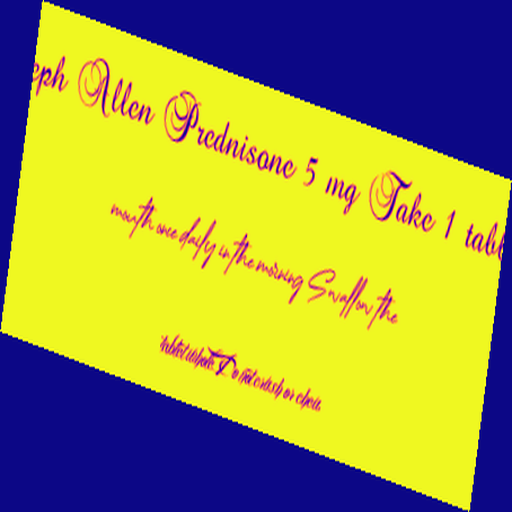 eph Allen Prednisone 5 mg Take 1 tabl
mouth once daily in the morning Swallow the
tablet whole. Do not crush or chew